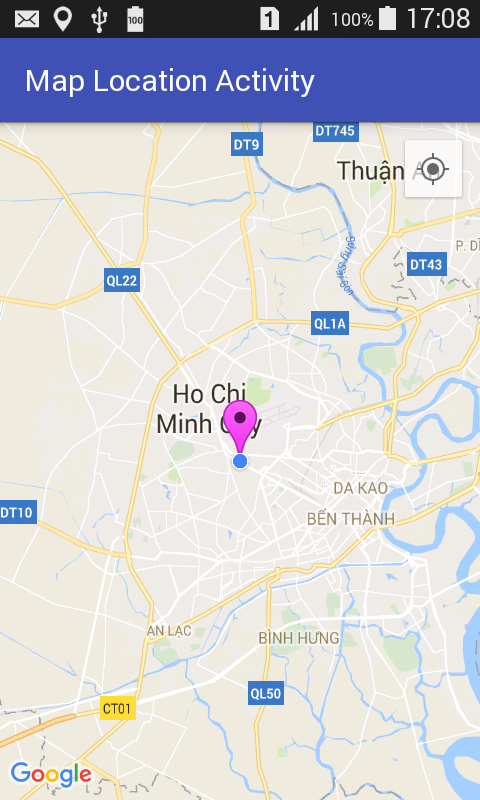 100
1
100%
17:08
Map Location Activity
DT745
DT9
Thuận A
P. D
Sông Sài Gòn
DT43
QL22
QL1A
Ho Chi
Minh City
DA KAO
BẾN THÀNH
DT10
AN LẠC
BÌNH HƯNG
QL50
CT01
Google